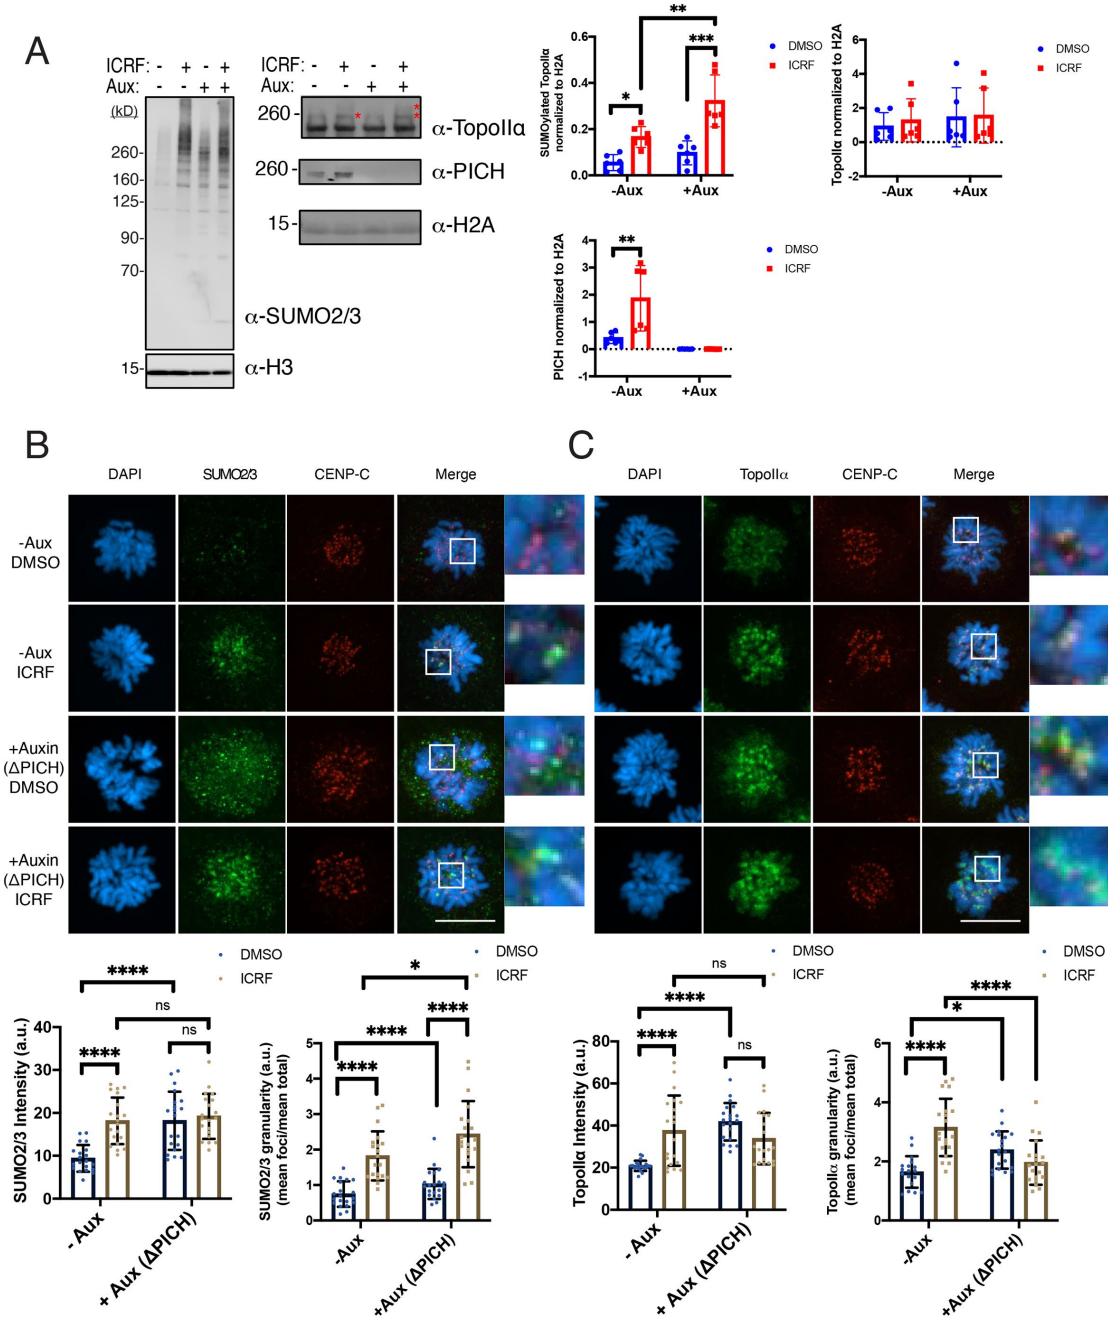 A
ICRF: - + - +
Aux: - - + +
(kD)
260-
160-
125-
90-
70-
α-SUMO2/3
15-
α-H3
ICRF: - + - +
Aux: - - + +
260-
* *
*
α-TopoIIα
260-
α-PICH
15-
α-H2A
SUMOylated TopoIIα
normalized to H2A
0.6
0.4
0.2
0.0
*
**
***
-Aux
+Aux
DMSO
ICRF
TopoIIα normalized to H2A
6
4
2
0
-2
-Aux
+Aux
DMSO
ICRF
PICH normalized to H2A
4
3
2
1
0
-1
**
-Aux
+Aux
DMSO
ICRF
B
DAPI
SUMO2/3
CENP-C
Merge
-Aux
DMSO
-Aux
ICRF
+Auxin
(ΔPICH)
DMSO
+Auxin
(ΔPICH)
ICRF
DMSO
ICRF
SUMO2/3 Intensity (a.u.)
40
30
20
10
0
****
****
ns
ns
- Aux
+ Aux (ΔPICH)
DMSO
ICRF
SUMO2/3 granularity (a.u.)
(mean foci/mean total)
5
4
3
2
1
0
*
****
****
****
-Aux
+Aux (ΔPICH)
C
DAPI
TopoIIα
CENP-C
Merge
DMSO
ICRF
TopoIIα Intensity (a.u.)
80
60
40
20
0
ns
****
****
ns
- Aux
+ Aux (ΔPICH)
DMSO
ICRF
TopoIIα granularity (a.u.)
(mean foci/mean total)
6
4
2
0
****
*
****
-Aux
+Aux (ΔPICH)